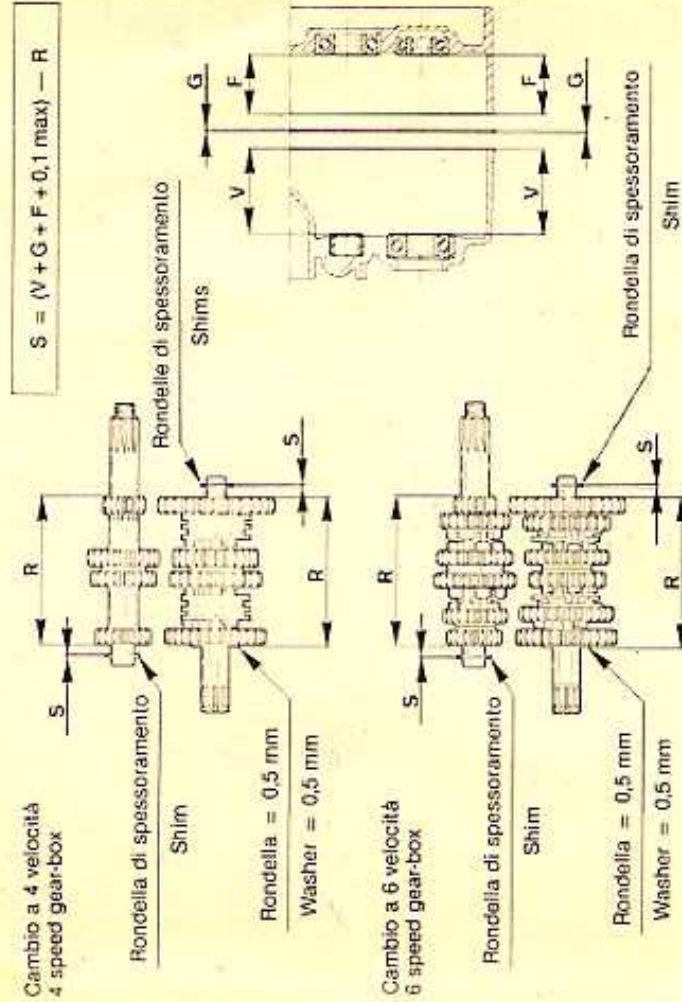 Cambio a 4 velocità
4 speed gear-box
S
R
Rondella di spessoramento
Shim
Rondella = 0,5 mm
Washer = 0,5 mm
R
S
Rondelle di spessoramento
Shims
S = (V + G + F + 0,1 max) — R
Cambio a 6 velocità
6 speed gear-box
S
R
Rondella di spessoramento
Shim
Rondella = 0,5 mm
Washer = 0,5 mm
R
S
Rondella di spessoramento
Shim
G
V
F
V
F
G